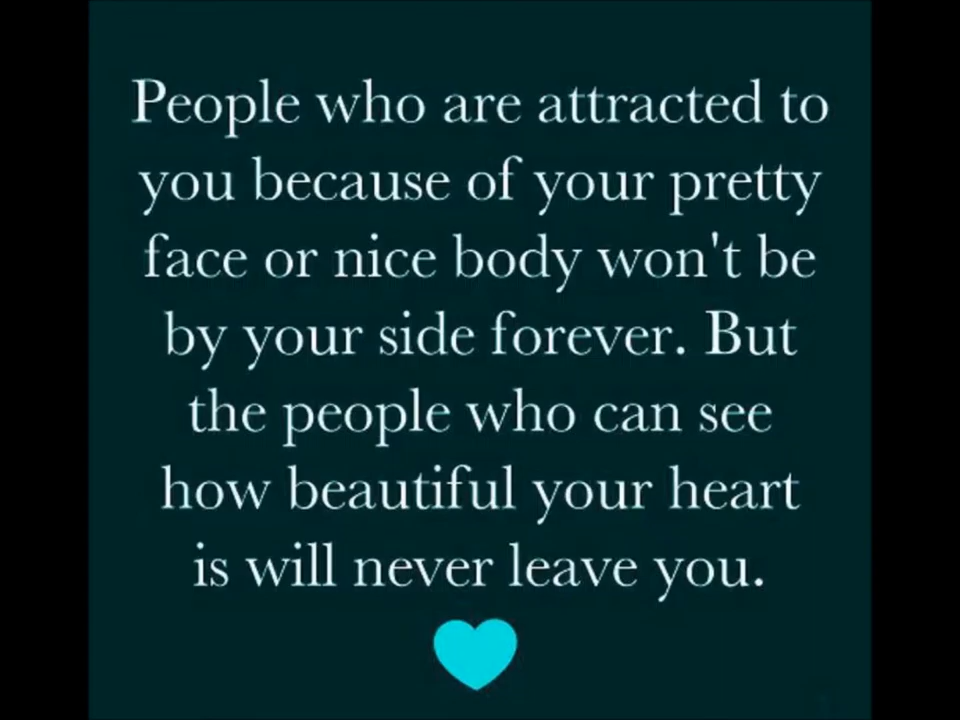 People who are attracted to
you because of your pretty
face or nice body won't be
by your side forever. But
the people who can see
how beautiful your heart
is will never leave you.